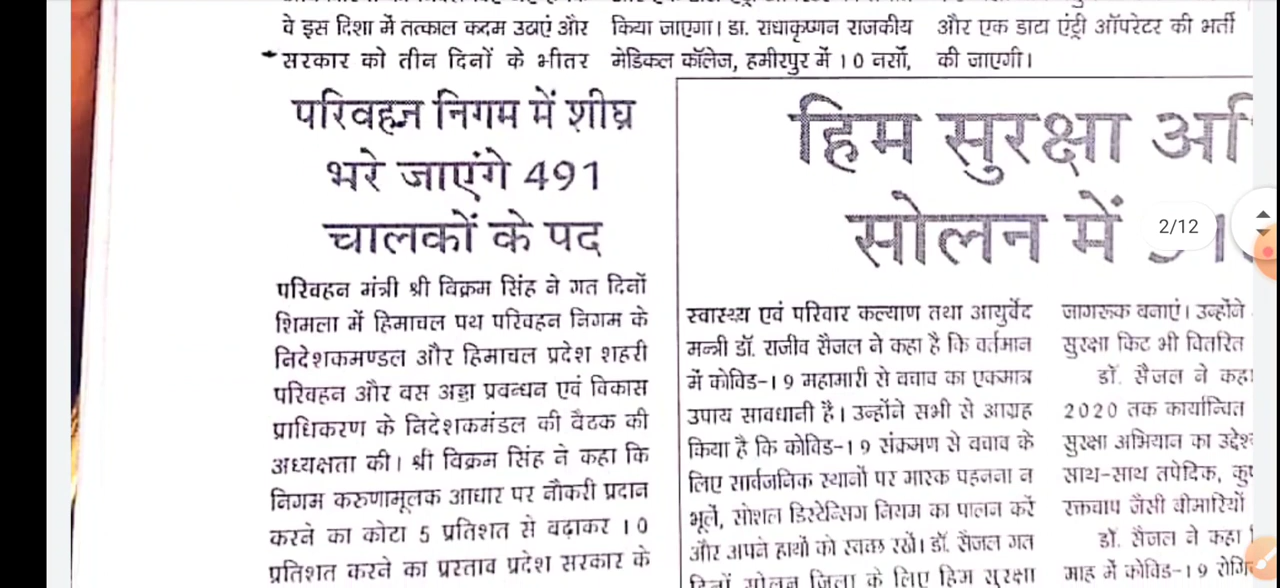 वे इस दिशा में तत्काल कदम उठाएं और
सरकार को तीन दिनों के भीतर
किया जाएगा। डा. राधाकृष्णन राजकीय
मेडिकल कॉलेज, हमीरपुर में 10 नर्सों,
और एक डाटा एंट्री ऑपरेटर की भर्ती
की जाएगी।
परिवहन निगम में शीघ्र
भरे जाएंगे 491
चालकों के पद
परिवहन मंत्री श्री विक्रम सिंह ने गत दिनों
शिमला में हिमाचल पथ परिवहन निगम के
निदेशकमण्डल और हिमाचल प्रदेश शहरी
परिवहन और बस अड्डा प्रबन्धन एवं विकास
प्राधिकरण के निदेशकमंडल की बैठक की
अध्यक्षता की। श्री विक्रम सिंह ने कहा कि
निगम करुणामूलक आधार पर नौकरी प्रदान
करने का कोटा 5 प्रतिशत से बढ़ाकर 10
प्रतिशत करने का प्रस्ताव प्रदेश सरकार के
हिम सुरक्षा
सोलन में
2/12
स्वास्थ्य एवं परिवार कल्याण तथा आयुर्वेद
मन्त्री डॉ. राजीव सैजल ने कहा है कि वर्तमान
में कोविड-19 महामारी से बचाव का एकमात्र
उपाय सावधानी है। उन्होंने सभी से आग्रह
किया है कि कोविड-19 संक्रमण से बचाव के
लिए सार्वजनिक स्थानों पर मास्क पहनना न
भूलें, सोशल डिस्टेन्सिग नियम का पालन करें
और अपने हाथों को स्वच्छ रखें। डॉ. सैजल गत
दिनों सोलन जिला के लिए हिम सुरक्षा
जागरूक बनाएं। उन्होंने
सुरक्षा किट भी वितरित
डॉ. सैजल ने कहा
2020 तक कार्यान्वित
सुरक्षा अभियान का
साथ-साथ तपेदिक,
रक्तचाप जैसी बीमारियों
डॉ. सैजल ने कहा
माह में कोविड-19